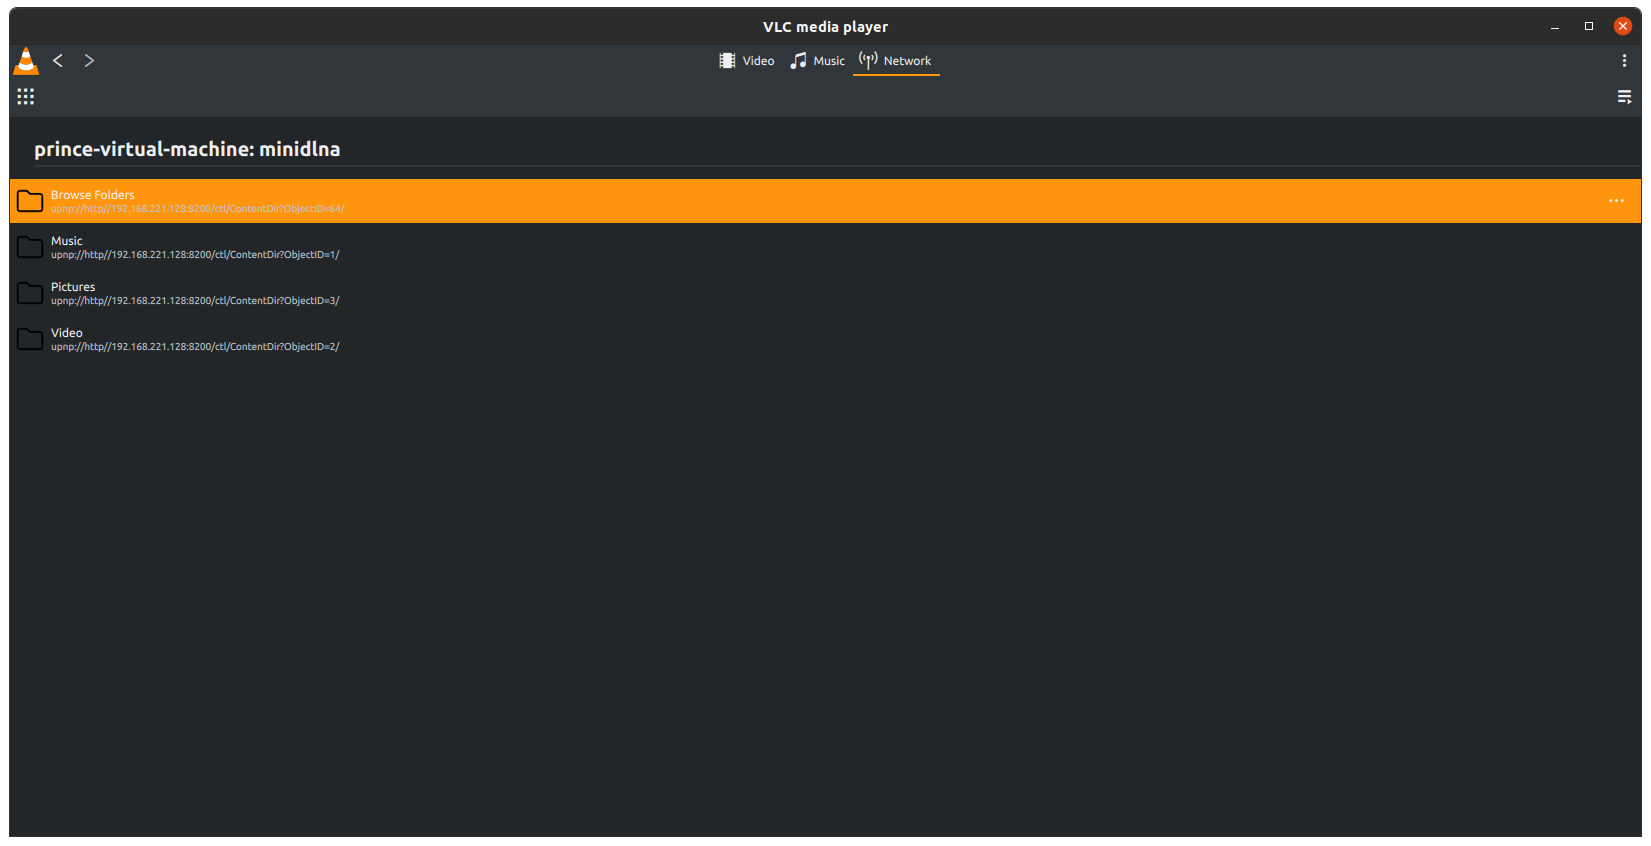 VLC media player
Video
Music
Network
prince-virtual-machine: minidlna
Browse Folders
upnp://http//192.168.221.128:8200/ctl/ContentDir?ObjectID=64/
Music
upnp://http//192.168.221.128:8200/ctl/ContentDir?ObjectID=1/
Pictures
upnp://http//192.168.221.128:8200/ctl/ContentDir?ObjectID=3/
Video
upnp://http//192.168.221.128:8200/ctl/ContentDir?ObjectID=2/